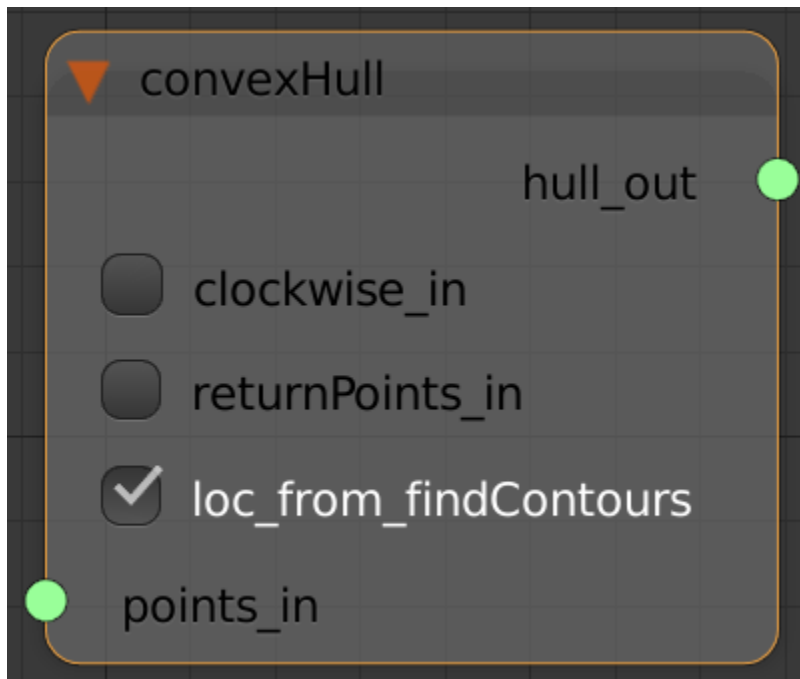 convexHull
hull_out
clockwise_in
returnPoints_in
loc_from_findContours
points_in